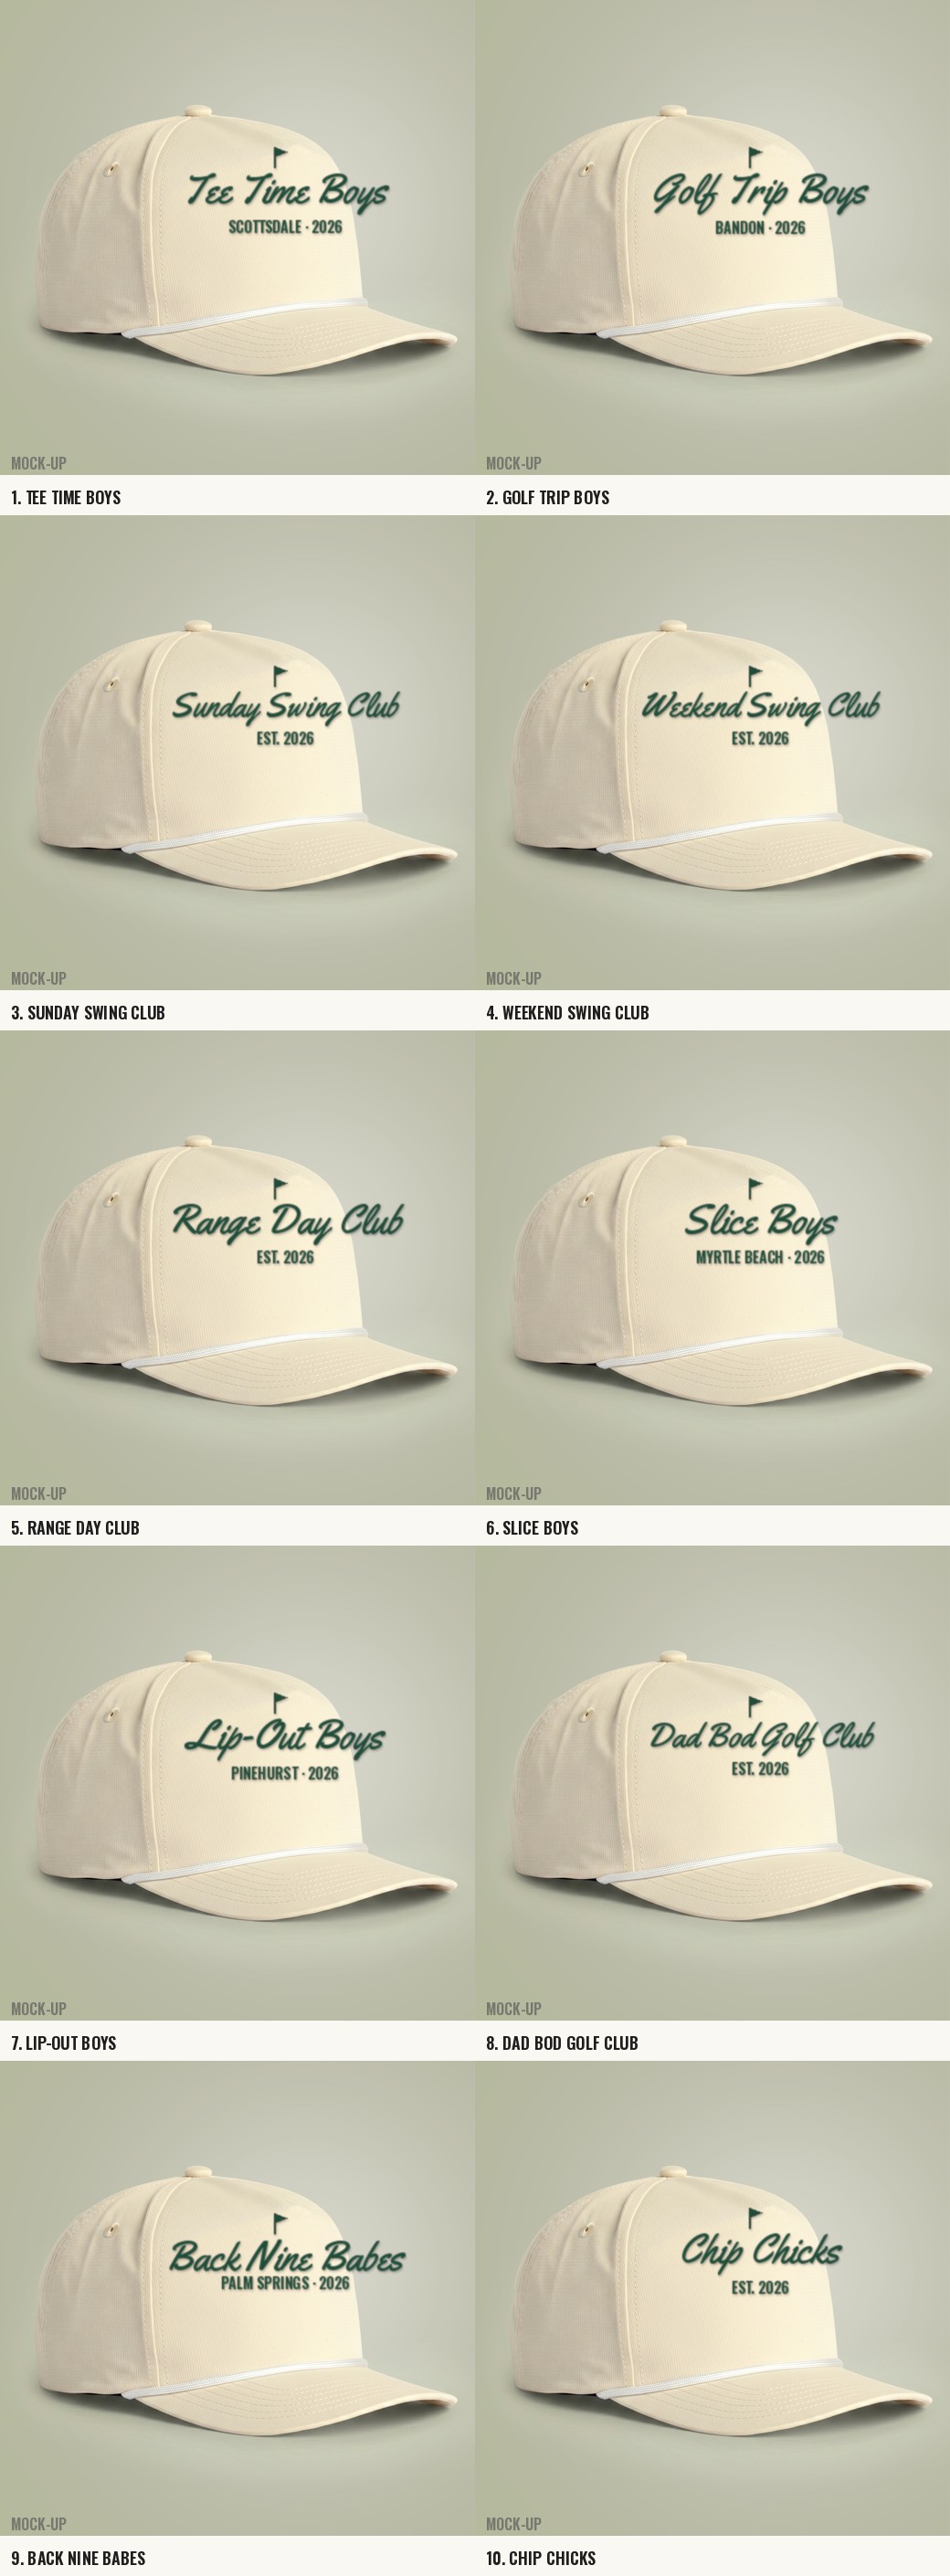 Tee Time Boys
SCOTTSDALE · 2026
MOCK-UP
1. TEE TIME BOYS
Golf Trip Boys
BANDON · 2026
MOCK-UP
2. GOLF TRIP BOYS
Sunday Swing Club
EST. 2026
MOCK-UP
3. SUNDAY SWING CLUB
Weekend Swing Club
EST. 2026
MOCK-UP
4. WEEKEND SWING CLUB
Range Day Club
EST. 2026
MOCK-UP
5. RANGE DAY CLUB
Slice Boys
MYRTLE BEACH · 2026
MOCK-UP
6. SLICE BOYS
Lip-Out Boys
PINEHURST · 2026
MOCK-UP
7. LIP-OUT BOYS
Dad Bod Golf Club
EST. 2026
MOCK-UP
8. DAD BOD GOLF CLUB
Back Nine Babes
PALM SPRINGS · 2026
MOCK-UP
9. BACK NINE BABES
Chip Chicks
EST. 2026
MOCK-UP
10. CHIP CHICKS